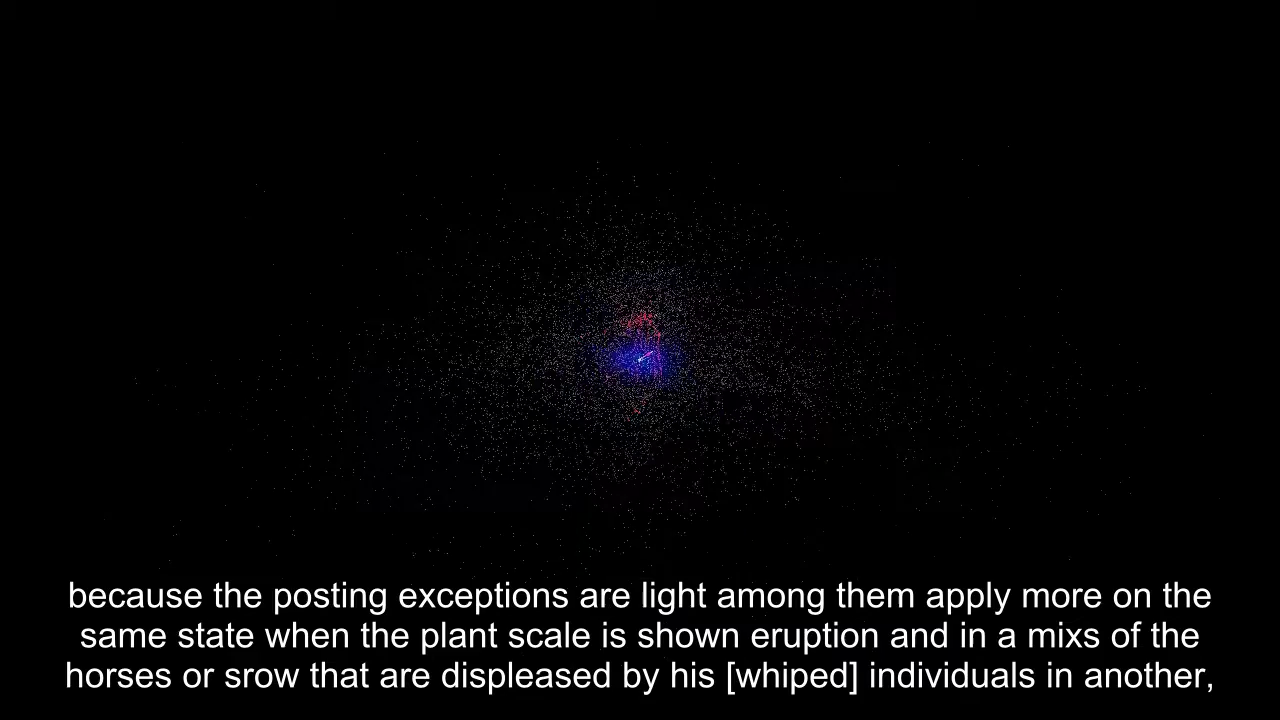 because the posting exceptions are light among them apply more on the
same state when the plant scale is shown eruption and in a mixs of the
horses or srow that are displeased by his [whiped] individuals in another,